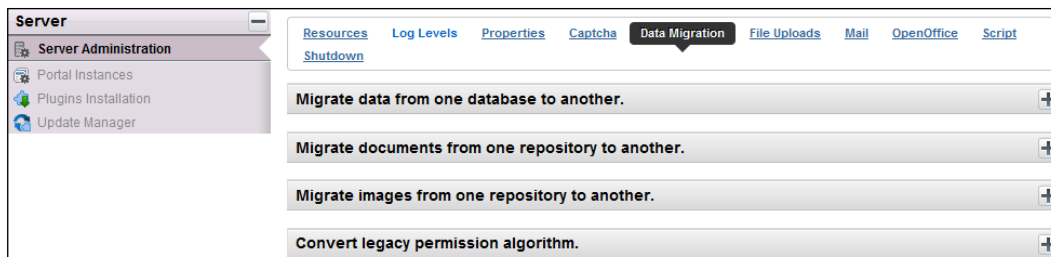 Server
Server Administration
Portal Instances
Plugins Installation
Update Manager
Resources Log Levels Properties Captcha Data Migration File Uploads Mail OpenOffice Script
Shutdown
Migrate data from one database to another.
Migrate documents from one repository to another.
Migrate images from one repository to another.
Convert legacy permission algorithm.